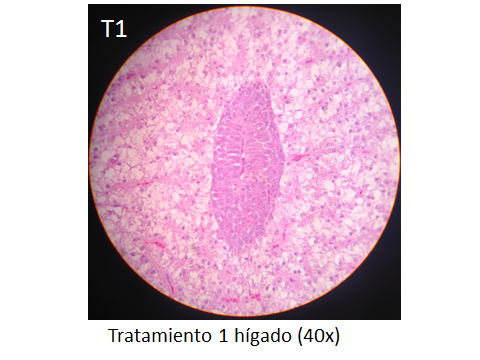 T1
Tratamiento 1 hígado (40x)